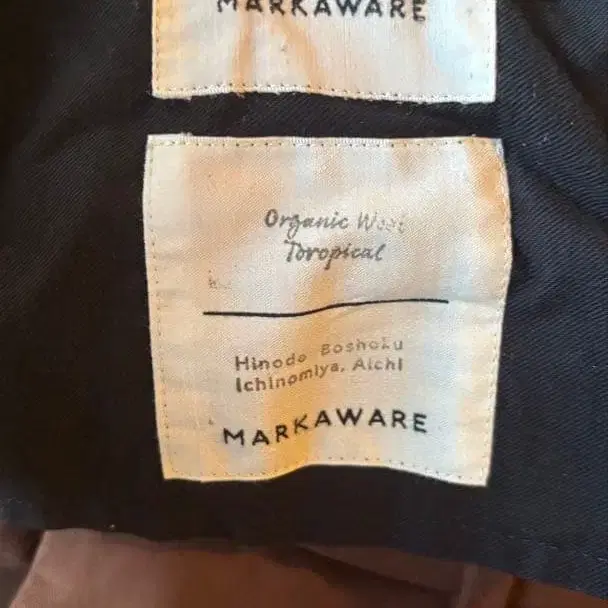 MARKAWARE
Organic Wool
Toropical
Hinodo Boshoku
Ichinomiya, Aichi
MARKAWARE